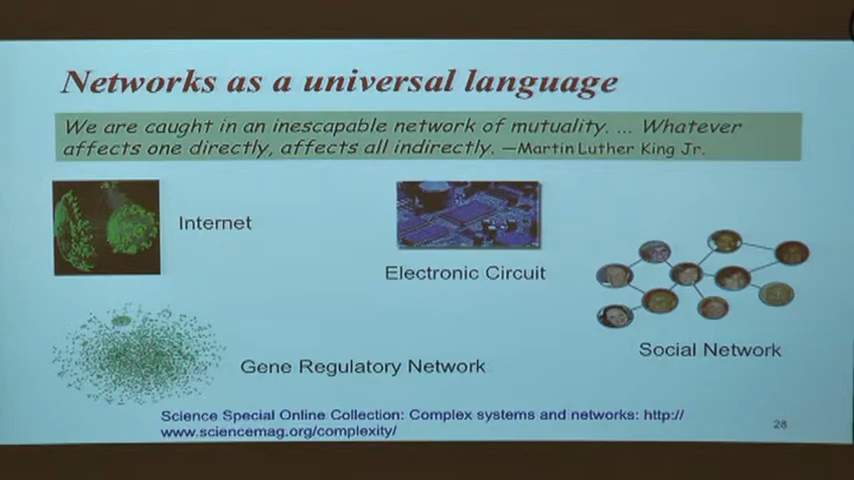 Networks as a universal language
We are caught in an inescapable network of mutuality. ... Whatever
affects one directly, affects all indirectly. —Martin Luther King Jr.
Internet
Electronic Circuit
Social Network
Gene Regulatory Network
Science Special Online Collection: Complex systems and networks: http://
www.sciencemag.org/complexity/
28